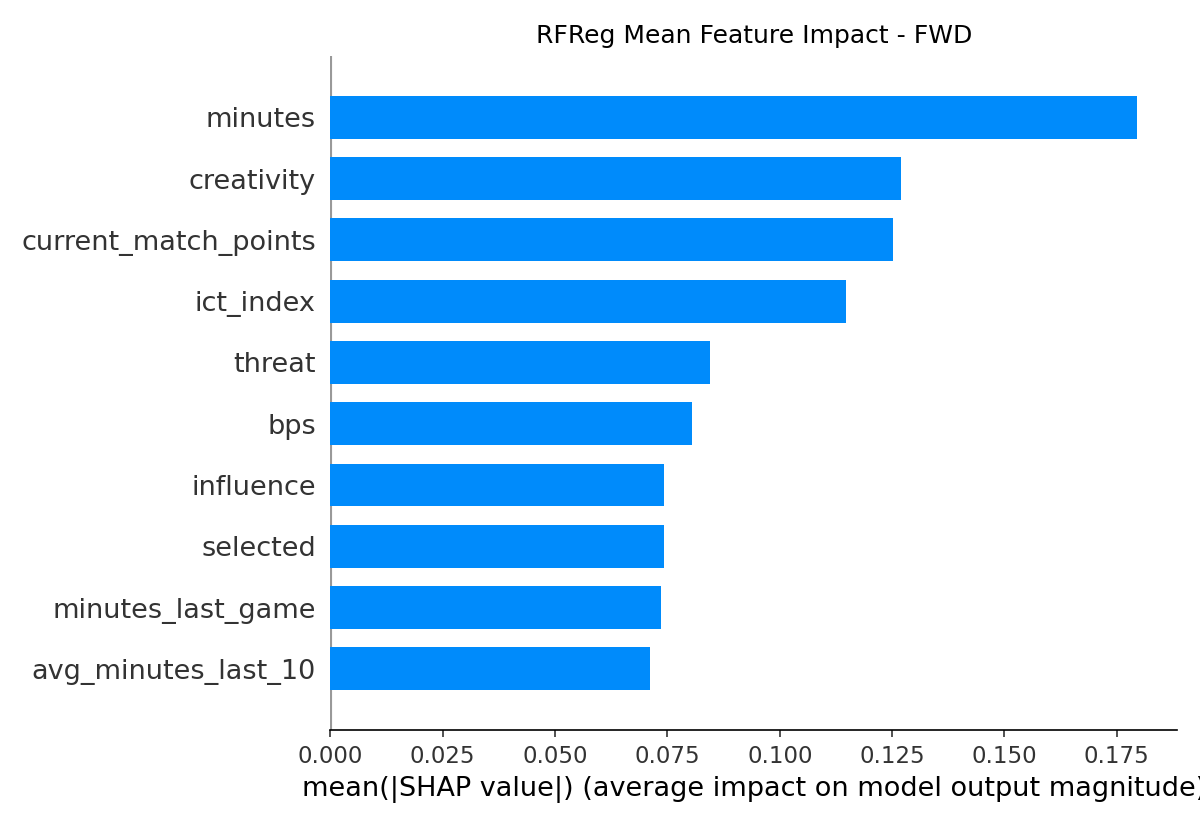 RFReg Mean Feature Impact - FWD
minutes
creativity
current_match_points
ict_index
threat
bps
influence
selected
minutes_last_game
avg_minutes_last_10
0.000 0.025 0.050 0.075 0.100 0.125 0.150 0.175
mean(|SHAP value|) (average impact on model output magnitude)